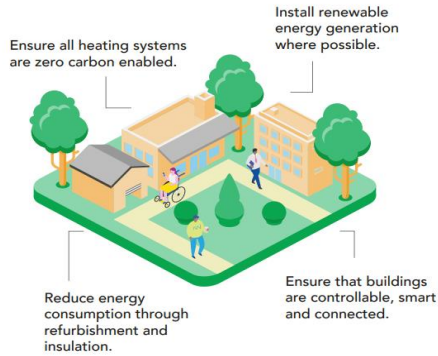 Install renewable
energy generation
where possible.
Ensure all heating systems
are zero carbon enabled.
Reduce energy
consumption through
refurbishment and
insulation.
Ensure that buildings
are controllable, smart
and connected.